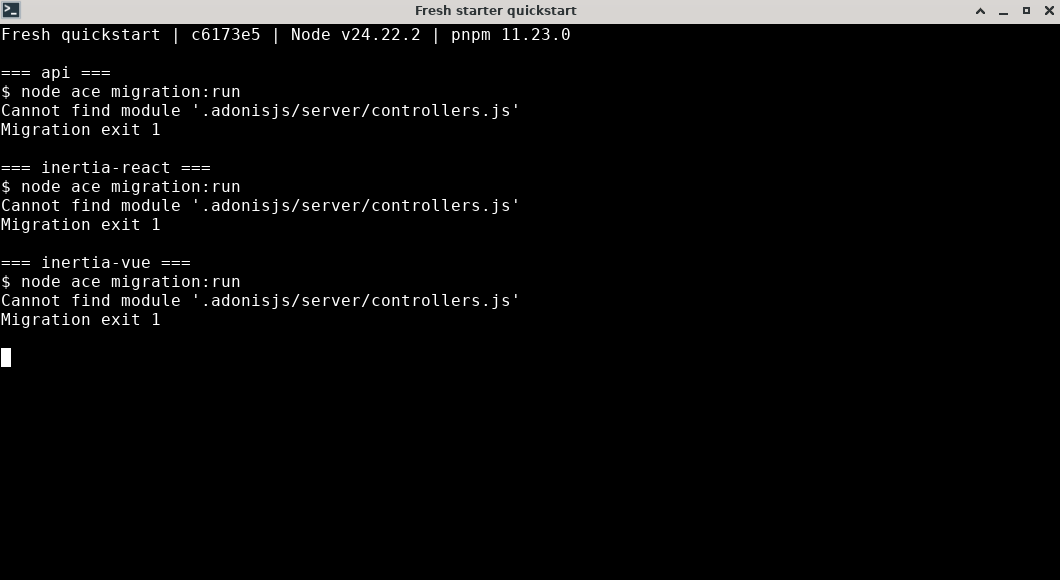 Fresh starter quickstart
Fresh quickstart | c6173e5 | Node v24.22.2 | pnpm 11.23.0
=== api ===
$ node ace migration:run
Cannot find module '.adonisjs/server/controllers.js'
Migration exit 1
=== inertia-react ===
$ node ace migration:run
Cannot find module '.adonisjs/server/controllers.js'
Migration exit 1
=== inertia-vue ===
$ node ace migration:run
Cannot find module '.adonisjs/server/controllers.js'
Migration exit 1